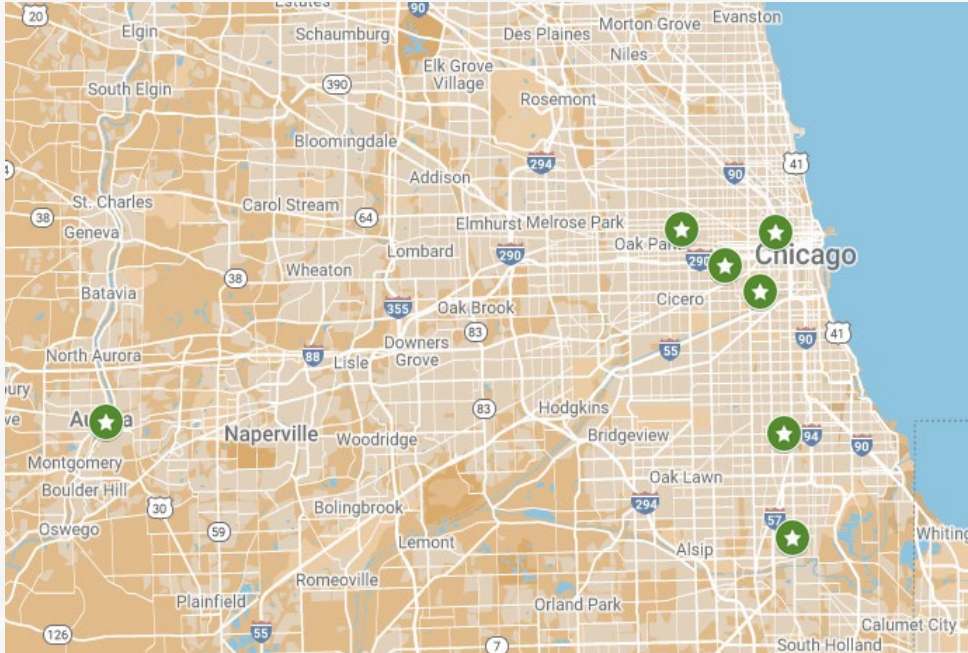 Estates
20
90
Evanston
Morton Grove
Elgin
Schaumburg
Des Plaines
Niles
Elk Grove
Village
South Elgin
390
Rosemont
Bloomingdale
294
41
Addison
90
St. Charles
Carol Stream
64
38
Geneva
Elmhurst
Melrose Park
Lombard
290
Oak Park
290
Chicago
Wheaton
38
Batavia
355
Oak Brook
Cicero
83
41
North Aurora
88
Lisle
Downers
Grove
55
90
bury
ve
83
Hodgkins
Naperville
Woodridge
Bridgeview
94
90
Montgomery
Oak Lawn
Boulder Hill
30
Bolingbrook
294
57
Oswego
59
Lemont
Alsip
Whiting
Romeoville
Plainfield
Orland Park
126
55
7
Calumet City
South Holland